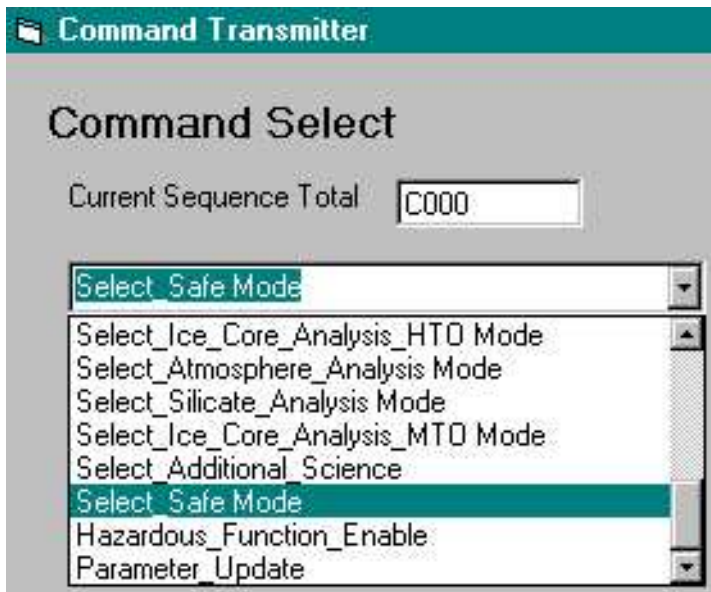 Command Transmitter
Command Select
Current Sequence Total C000
Select_Safe Mode
Select_Ice_Core_Analysis_HTO Mode
Select_Atmosphere_Analysis Mode
Select_Silicate_Analysis Mode
Select_Ice_Core_Analysis_MTO Mode
Select_Additional_Science
Select_Safe Mode
Hazardous_Function_Enable
Parameter_Update